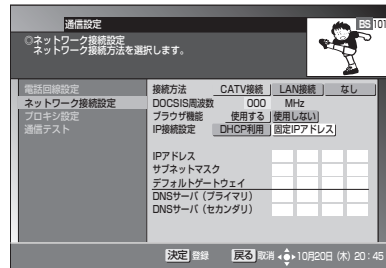 通信設定
BS 101
◎ネットワーク接続設定
ネットワーク接続方法を選択します。
電話回線設定
ネットワーク接続設定
プロキシ設定
通信テスト
接続方法 CATV接続 LAN接続 なし
DOCSIS周波数 000 MHz
ブラウザ機能 使用する 使用しない
IP接続設定 DHCP利用 固定IPアドレス
IPアドレス
サブネットマスク
デフォルトゲートウェイ
DNSサーバ(プライマリ)
DNSサーバ(セカンダリ)
決定 登録 戻る 取消 10月20日 (木) 20:45